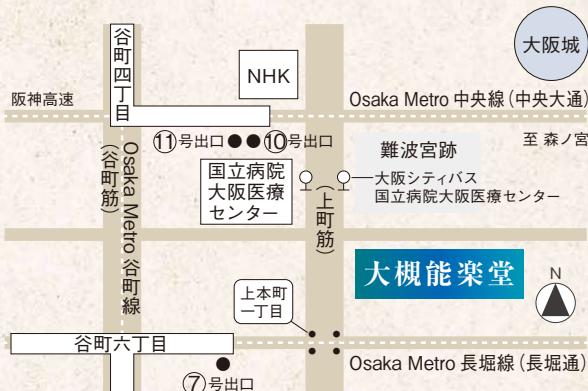 谷町四丁目
大阪城
NHK
阪神高速
Osaka Metro 中央線(中央大通)
⑪号出口
⑩号出口
至 森ノ宮
難波宮跡
国立病院
大阪医療
センター
大阪シティバス
国立病院大阪医療センター
Osaka Metro 谷町線
(谷町筋)
(上町筋)
大槻能楽堂
N
上本町
一丁目
谷町六丁目
Osaka Metro 長堀線(長堀通)
⑦号出口